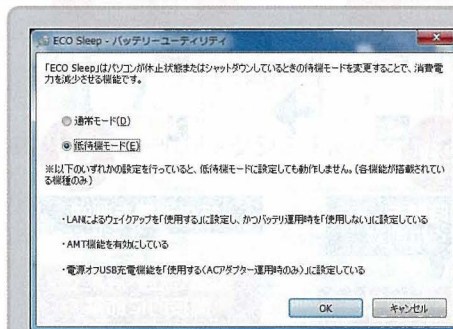 ECO Sleep - バッテリーユーティリティ
「ECO Sleep」はパソコンが休止状態またはシャットダウンしているときの待機モードを変更することで、消費電
力を減少させる機能です。
通常モード(D)
低待機モード(E)
※以下のいずれかの設定を行っていると、低待機モードに設定しても動作しません。(各機能が搭載されてい
る機種のみ)
・LANによるウェイクアップを「使用する」に設定し、かつバッテリ運用時を「使用しない」に設定している
・AMT機能を有効にしている
・電源オフUSB充電機能を「使用する(ACアダプター運用時のみ)」に設定している
OK キャンセル